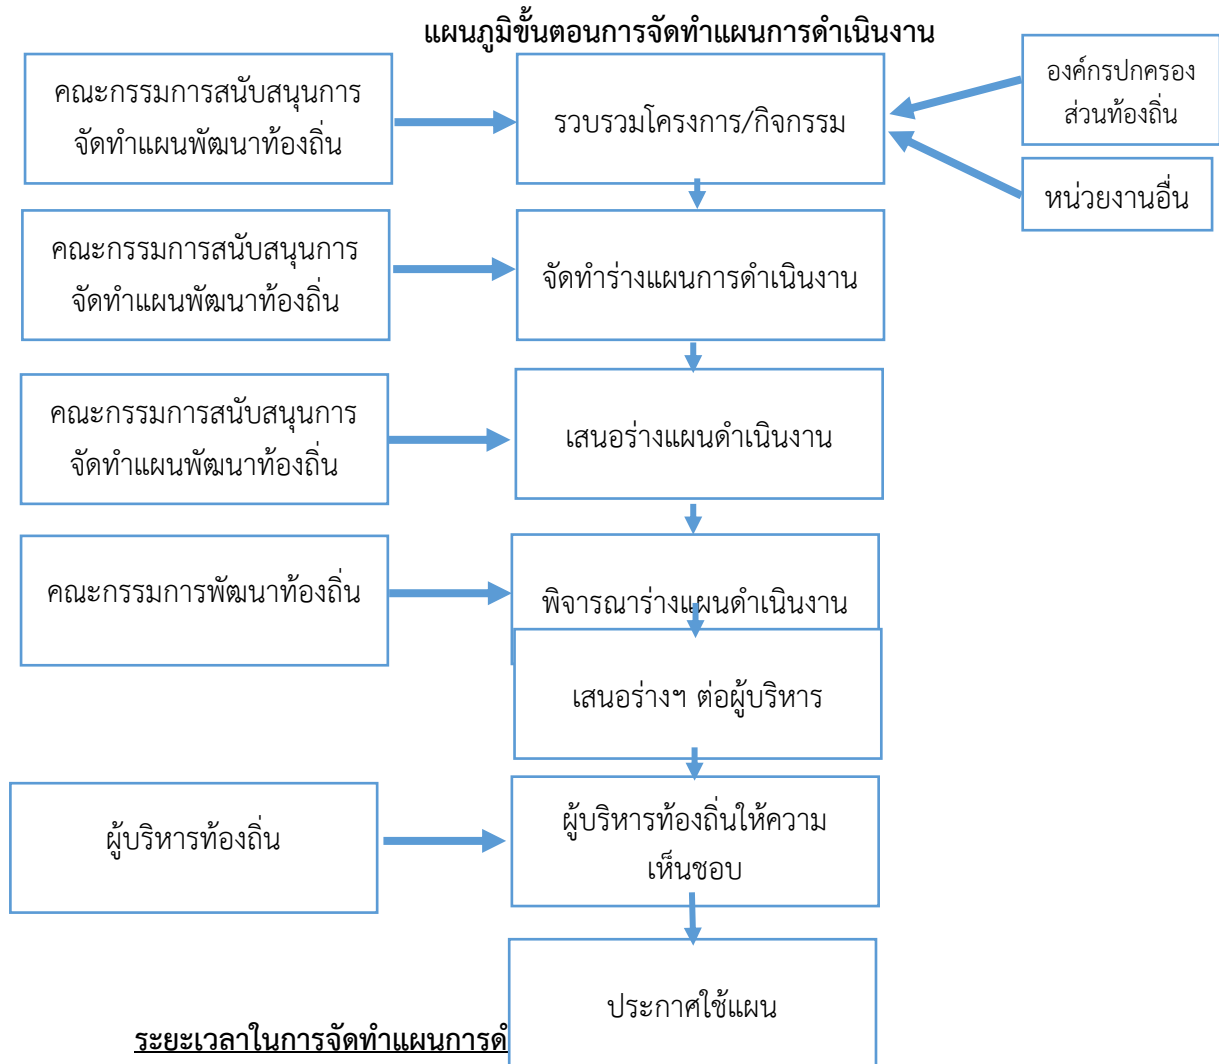 แผนภูมิขั้นตอนการจัดทำแผนการดำเนินงาน
คณะกรรมการสนับสนุนการ
จัดทำแผนพัฒนาท้องถิ่น
รวบรวมโครงการ/กิจกรรม
องค์กรปกครอง
ส่วนท้องถิ่น
หน่วยงานอื่น
คณะกรรมการสนับสนุนการ
จัดทำแผนพัฒนาท้องถิ่น
จัดทำร่างแผนการดำเนินงาน
คณะกรรมการสนับสนุนการ
จัดทำแผนพัฒนาท้องถิ่น
เสนอร่างแผนดำเนินงาน
คณะกรรมการพัฒนาท้องถิ่น
พิจารณาร่างแผนดำเนินงาน
เสนอร่างฯ ต่อผู้บริหาร
ผู้บริหารท้องถิ่น
ผู้บริหารท้องถิ่นให้ความ
เห็นชอบ
ประกาศใช้แผน
ระยะเวลาในการจัดทำแผนการดำ